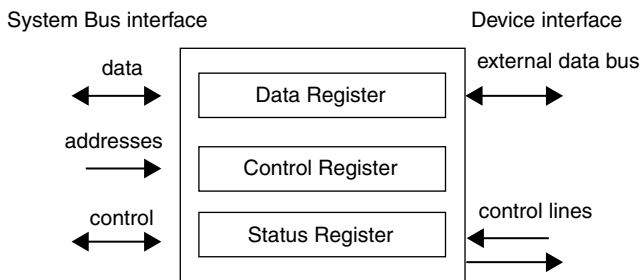 System Bus interface
Device interface
data
external data bus
Data Register
addresses
Control Register
control
control lines
Status Register